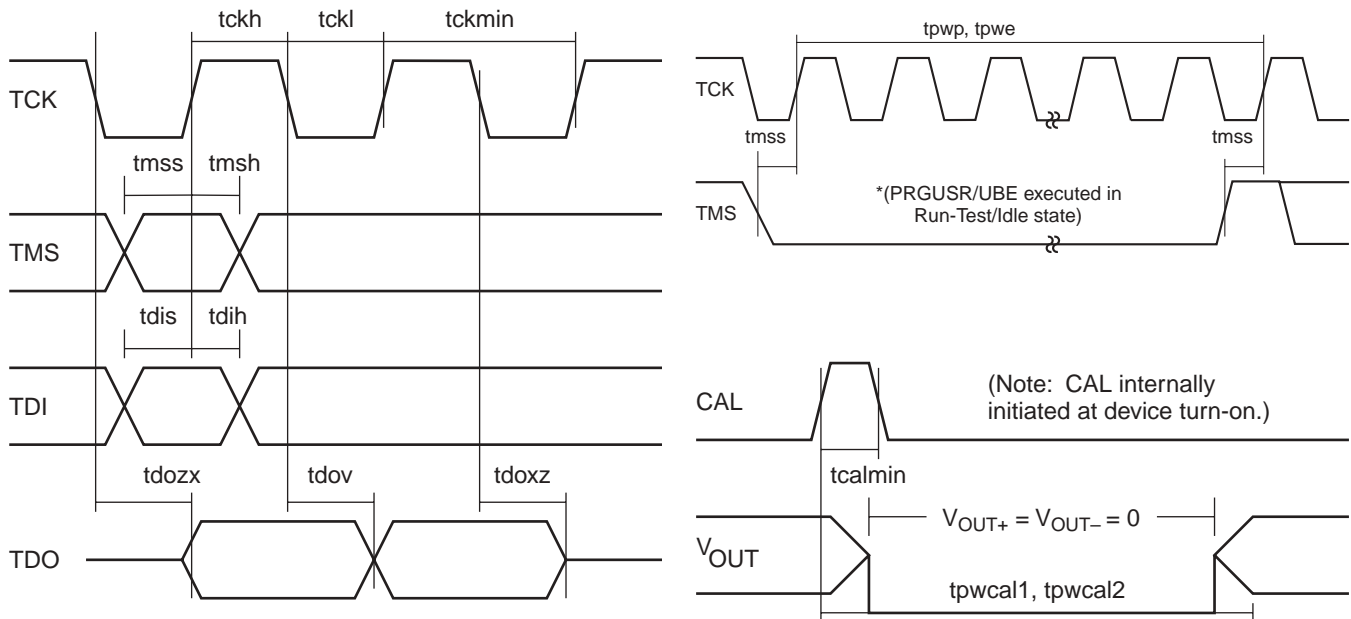 tckh tckl tckmin
TCK
tmss tmsh
TMS
tdis tdih
TDI
tdozx tdov tdoxz
TDO
tpwp, tpwe
TCK
tmss tmss
TMS
*(PRGUSR/UBE executed in
Run-Test/Idle state)
CAL
(Note: CAL internally
initiated at device turn-on.)
tcalmin
VOUT+ = VOUT– = 0
VOUT
tpwcal1, tpwcal2